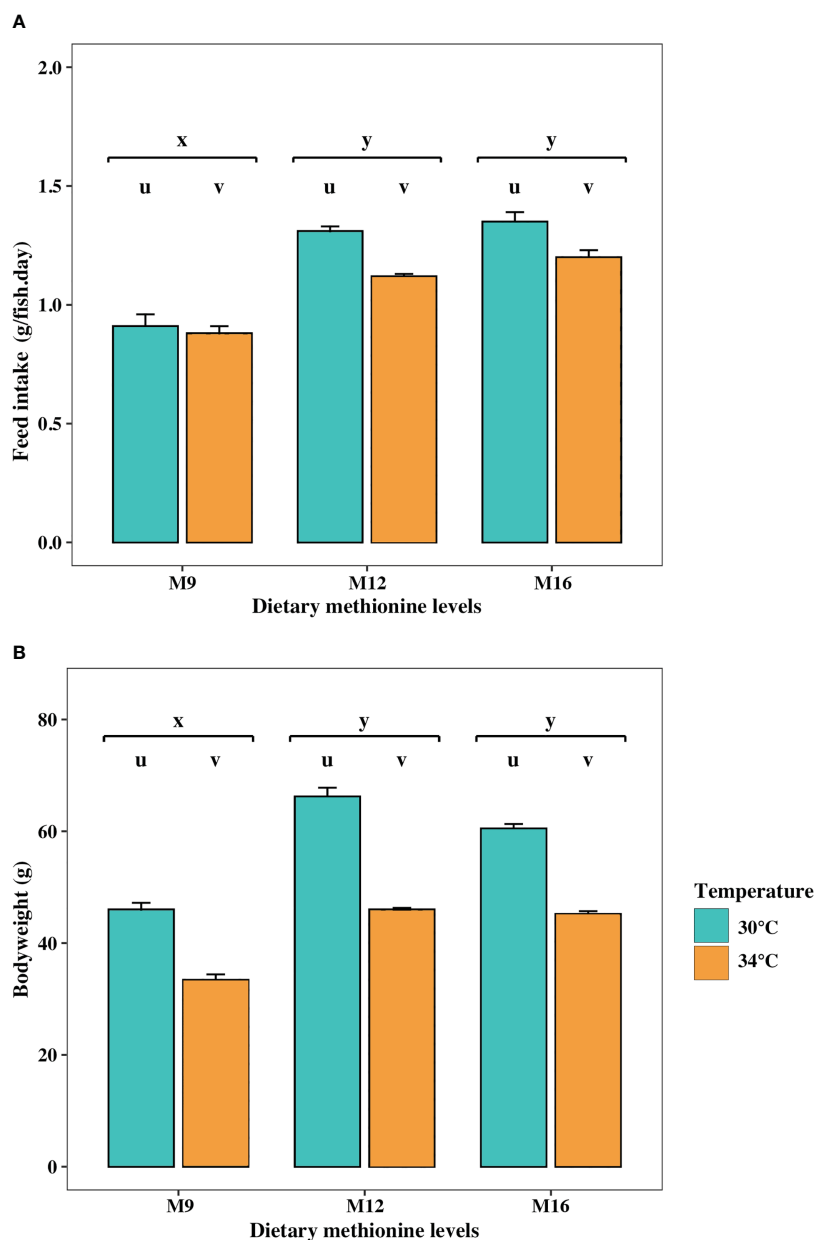 A
2.0
x y y
u v u v u v
1.5
1.0
0.5
0.0
Feed intake (g/fish.day)
M9 M12 M16
Dietary methionine levels
B
80
x y y
u v u v u v
60
40
20
0
Bodyweight (g)
M9 M12 M16
Dietary methionine levels
Temperature
30°C
34°C